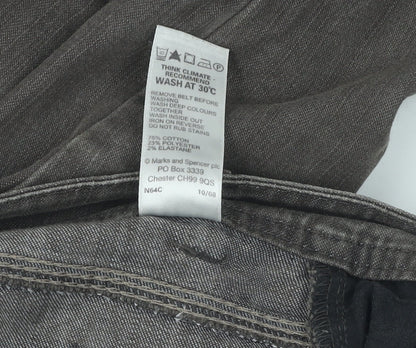 THINK CLIMATE -
RECOMMEND
WASH AT 30°C
REMOVE BELT BEFORE
WASHING
WASH DEEP COLOURS
TOGETHER
WASH INSIDE OUT
IRON ON REVERSE
DO NOT RUB STAINS
75% COTTON
23% POLYESTER
2% ELASTANE
© Marks and Spencer plc
PO Box 3339
Chester CH99 9QS
N64C 10/08